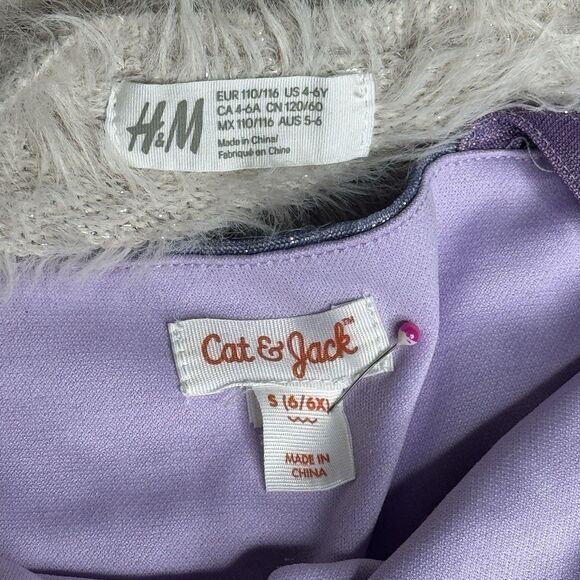 H&M
EUR 110/116 US 4-6Y
CA 4-6A CN 120/60
MX 110/116 AUS 5-6
Made in China/
Fabriqué en Chine
Cat & Jack™
S (6/6X)
MADE IN
CHINA